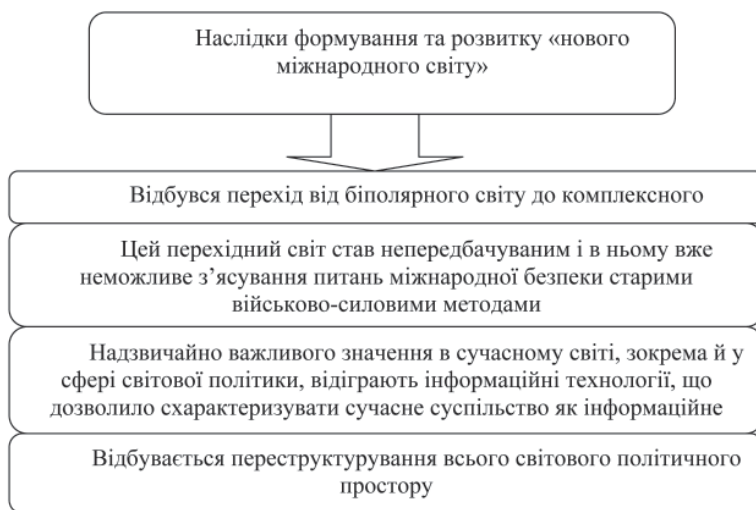 Наслідки формування та розвитку «нового
міжнародного світу»
Відбувся перехід від біполярного світу до комплексного
Цей перехідний світ став непередбачуваним і в ньому вже
неможливе з’ясування питань міжнародної безпеки старими
військово-силовими методами
Надзвичайно важливого значення в сучасному світі, зокрема й у
сфері світової політики, відіграють інформаційні технології, що
дозволило схарактеризувати сучасне суспільство як інформаційне
Відбувається переструктурування всього світового політичного
простору